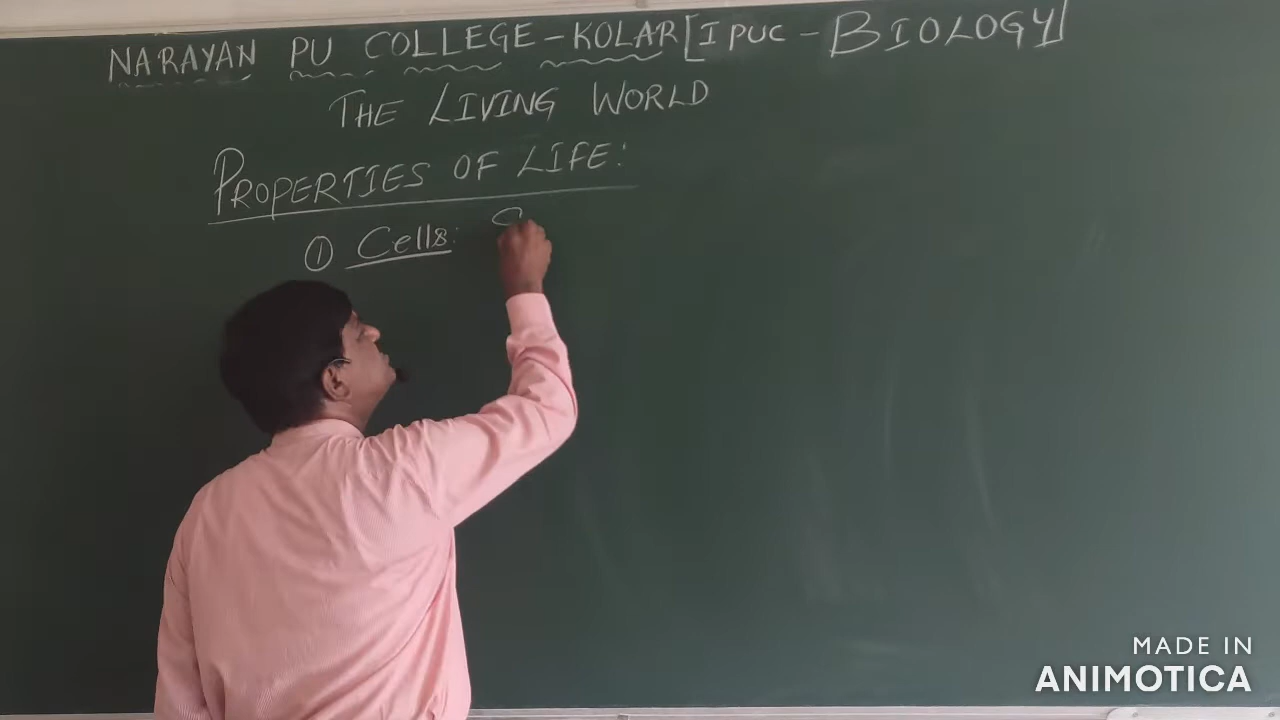 NARAYAN PU COLLEGE - KOLAR [I PUC - BIOLOGY]
THE LIVING WORLD
PROPERTIES OF LIFE:
① Cells:
MADE IN
ANIMOTICA